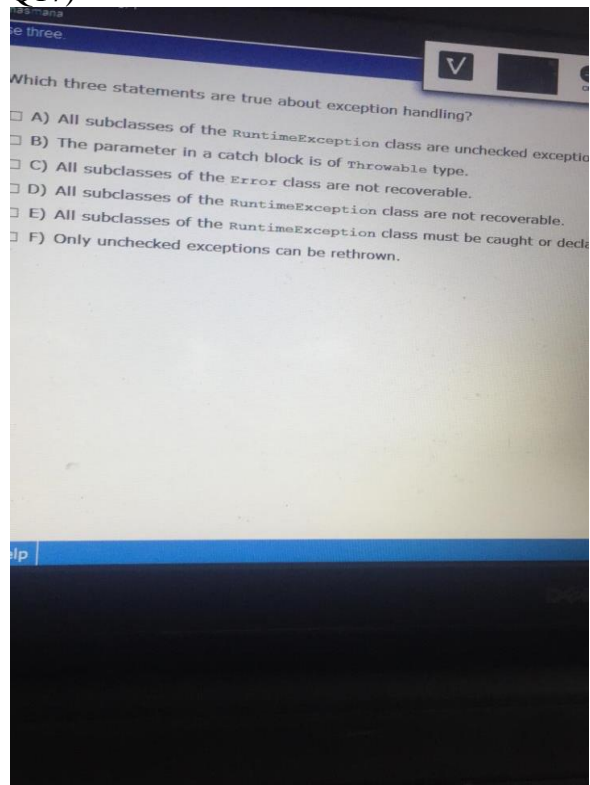 se three.
Which three statements are true about exception handling?
A) All subclasses of the RuntimeException class are unchecked exceptio
B) The parameter in a catch block is of Throwable type.
C) All subclasses of the Error class are not recoverable.
D) All subclasses of the RuntimeException class are not recoverable.
E) All subclasses of the RuntimeException class must be caught or decla
F) Only unchecked exceptions can be rethrown.
elp